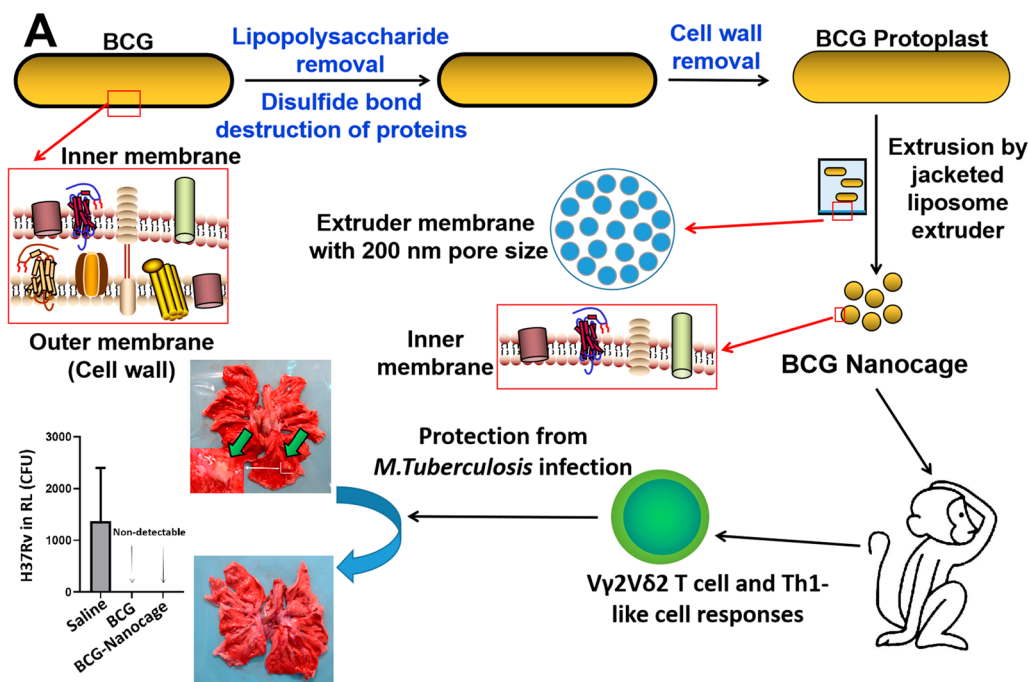 A
BCG
Lipopolysaccharide
removal
Disulfide bond
destruction of proteins
Cell wall
removal
BCG Protoplast
Inner membrane
Outer membrane
(Cell wall)
Extruder membrane
with 200 nm pore size
Extrusion by
jacketed
liposome
extruder
Inner
membrane
BCG Nanocage
Protection from
M.Tuberculosis infection
Vγ2Vδ2 T cell and Th1-
like cell responses
H37Rv in RL (CFU)
3000
2000
1000
0
Non-detectable
Saline
BCG
BCG-Nanocage